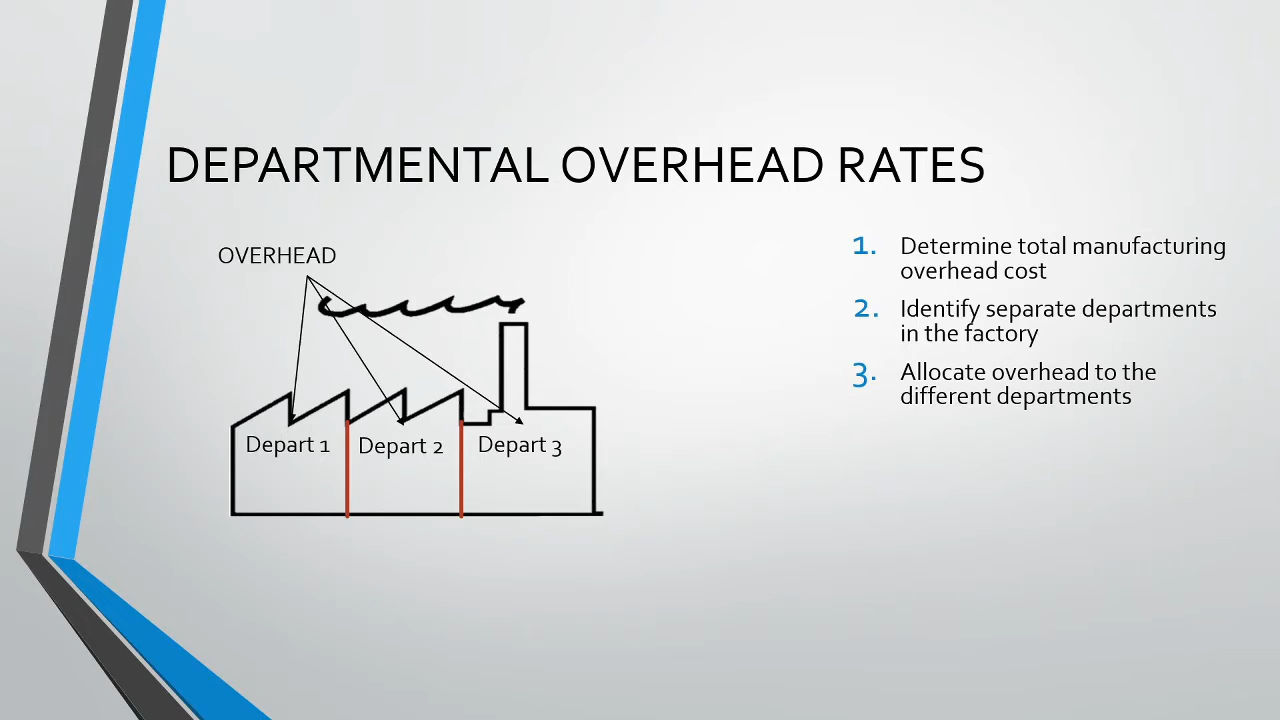 DEPARTMENTAL OVERHEAD RATES
OVERHEAD
Depart 1
Depart 2
Depart 3
1. Determine total manufacturing
overhead cost
2. Identify separate departments
in the factory
3. Allocate overhead to the
different departments